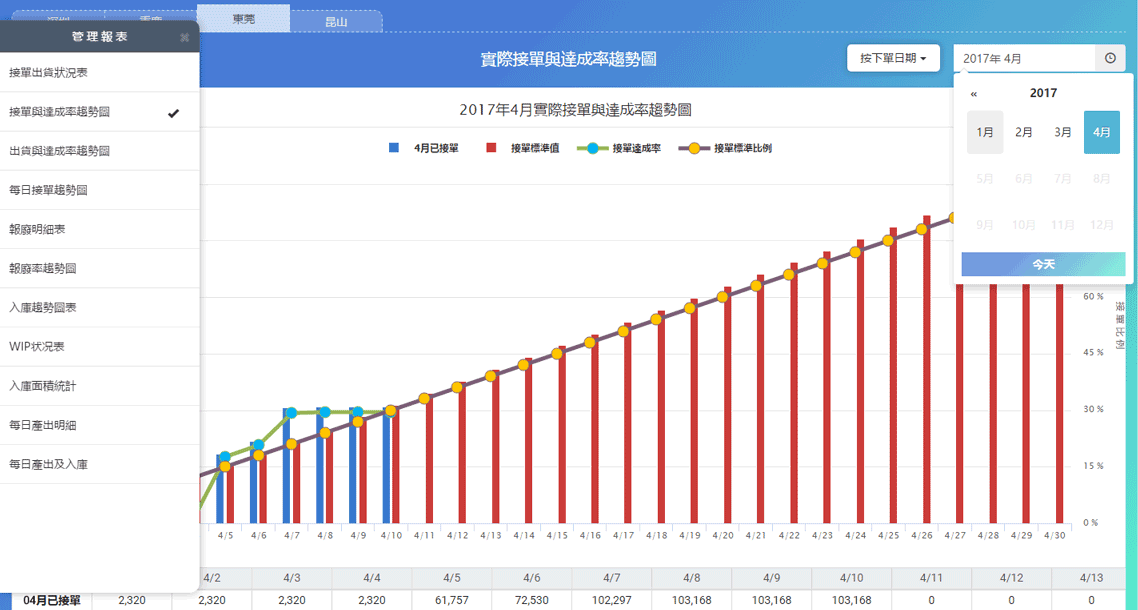 深圳 重慶 東莞 昆山
管理報表 ×
實際接單與達成率趨勢圖
按下單日期
2017年 4月
接單出貨狀況表
接單與達成率趨勢圖
出貨與達成率趨勢圖
每日接單趨勢圖
報廢明細表
報廢率趨勢圖
入庫趨勢圖表
WIP狀況表
入庫面積統計
每日產出明細
每日產出及入庫
2017年4月實際接單與達成率趨勢圖
4月已接單 接單標準值 接單達成率 接單標準比例
« 2017
1月 2月 3月 4月
5月 6月 7月 8月
9月 10月 11月 12月
今天
60 %
45 %
30 %
15 %
0 %
接單比例
4/5 4/6 4/7 4/8 4/9 4/10 4/11 4/12 4/13 4/14 4/15 4/16 4/17 4/18 4/19 4/20 4/21 4/22 4/23 4/24 4/25 4/26 4/27 4/28 4/29 4/30
4/2 4/3 4/4 4/5 4/6 4/7 4/8 4/9 4/10 4/11 4/12 4/13
04月已接單 2,320 2,320 2,320 2,320 61,757 72,530 102,297 103,168 103,168 103,168 0 0 0